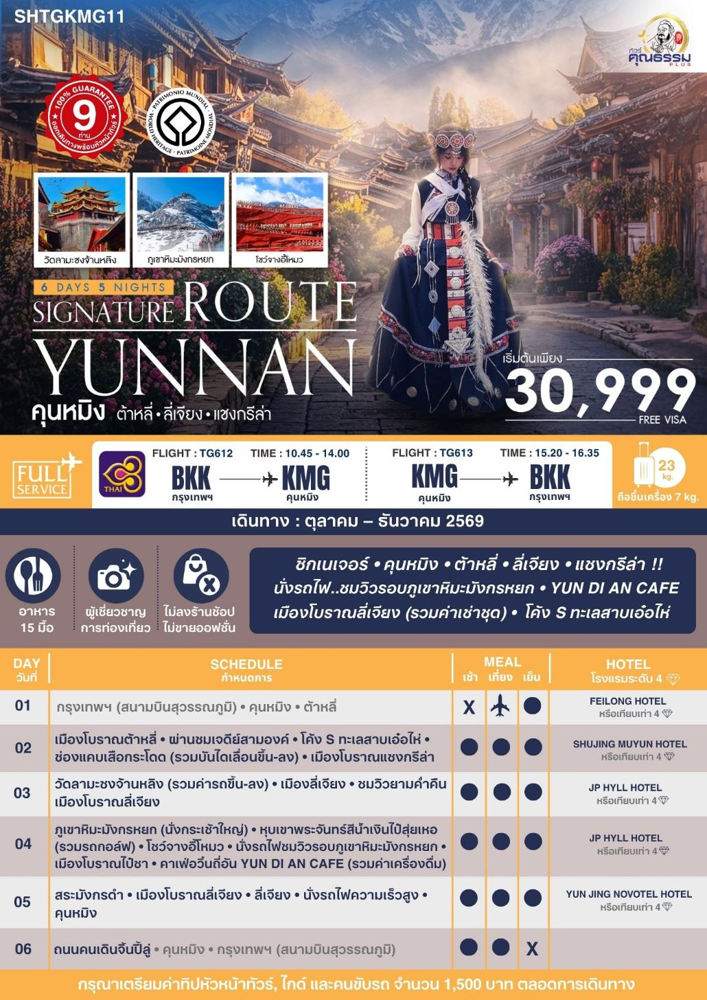 SHTGKMG11
ทัวร์
คุณธรรม
PLUS
100% GUARANTEE
9
ท่าน
ออกเดินทางพร้อมหัวหน้าทัวร์
PATRIMONIO MUNDIAL • WORLD HERITAGE • PATRIMOINE MONDIAL
วัดลามะซงจ้านหลิง
ภูเขาหิมะมังกรหยก
โชว์จางอี้โหมว
6 DAYS 5 NIGHTS
SIGNATURE ROUTE
YUNNAN
คุนหมิง ต้าหลี่ • ลี่เจียง • แชงกรีล่า
เริ่มต้นเพียง
30,999
FREE VISA
FULL
SERVICE
THAI
FLIGHT : TG612 TIME : 10.45 - 14.00
BKK KMG
กรุงเทพฯ คุนหมิง
FLIGHT : TG613 TIME : 15.20 - 16.35
KMG BKK
คุนหมิง กรุงเทพฯ
23
kg.
ถือขึ้นเครื่อง 7 kg.
เดินทาง : ตุลาคม – ธันวาคม 2569
อาหาร
15 มื้อ
ผู้เชี่ยวชาญ
การท่องเที่ยว
ไม่ลงร้านช้อป
ไม่ขายออฟชั่น
ซิกเนเจอร์ • คุนหมิง • ต้าหลี่ • ลี่เจียง • แชงกรีล่า !!
นั่งรถไฟ..ชมวิวรอบภูเขาหิมะมังกรหยก • YUN DI AN CAFE
เมืองโบราณลี่เจียง (รวมค่าเช่าชุด) • โค้ง S ทะเลสาบเอ๋อไห่
DAY SCHEDULE MEAL HOTEL
วันที่ กำหนดการ เช้า เที่ยง เย็น โรงแรมระดับ 4
01 กรุงเทพฯ (สนามบินสุวรรณภูมิ) • คุนหมิง • ต้าหลี่ X FEILONG HOTEL
หรือเทียบเท่า 4
02 เมืองโบราณต้าหลี่ • ผ่านชมเจดีย์สามองค์ • โค้ง S ทะเลสาบเอ๋อไห่ •
ช่องแคบเสือกระโดด (รวมบันไดเลื่อนขึ้น-ลง) • เมืองโบราณแชงกรีล่า
SHUJING MUYUN HOTEL
หรือเทียบเท่า 4
03 วัดลามะซงจ้านหลิง (รวมค่ารถขึ้น-ลง) • เมืองลี่เจียง • ชมวิวยามค่ำคืน
เมืองโบราณลี่เจียง
JP HYLL HOTEL
หรือเทียบเท่า 4
04 ภูเขาหิมะมังกรหยก (นั่งกระเช้าใหญ่) • หุบเขาพระจันทร์สีน้ำเงินไป๋สุ่ยเหอ
(รวมรถกอล์ฟ) • โชว์จางอี้โหมว • นั่งรถไฟชมวิวรอบภูเขาหิมะมังกรหยก •
เมืองโบราณไป๋ซา • คาเฟ่อวิ๋นถี่อัน YUN DI AN CAFE (รวมค่าเครื่องดื่ม)
JP HYLL HOTEL
หรือเทียบเท่า 4
05 สระมังกรดำ • เมืองโบราณลี่เจียง • ลี่เจียง • นั่งรถไฟความเร็วสูง •
คุนหมิง
YUN JING NOVOTEL HOTEL
หรือเทียบเท่า 4
06 ถนนคนเดินจิ้นปี้ลู่ • คุนหมิง • กรุงเทพฯ (สนามบินสุวรรณภูมิ) X
กรุณาเตรียมค่าทิปหัวหน้าทัวร์, ไกด์ และคนขับรถ จำนวน 1,500 บาท ตลอดการเดินทาง